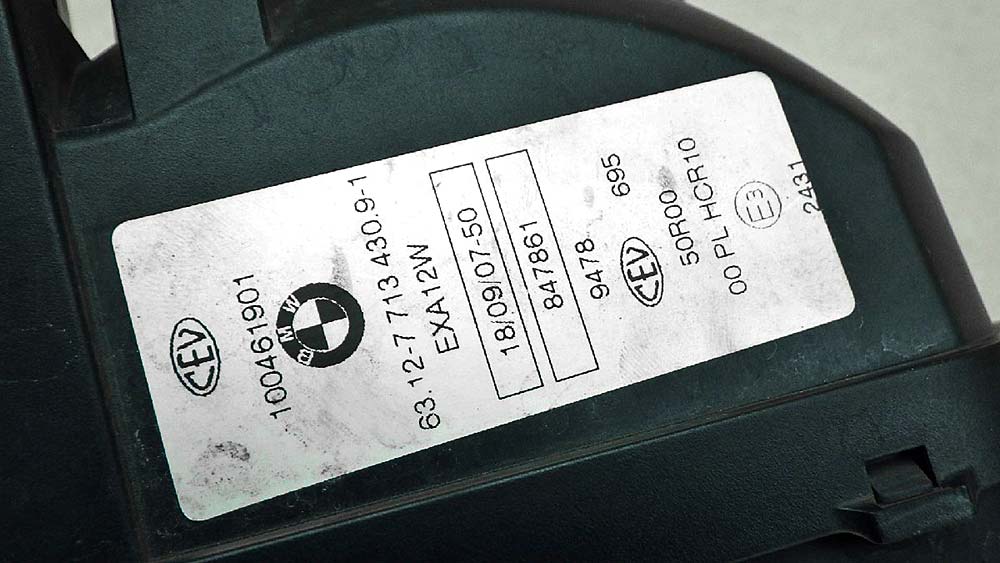 CEV
100461901
BMW
63.12-7 713 430.9-1
EXA12W
18/09/07-50
847861
9478 695
CEV
50R00
00 PL HCR10
E3
2431